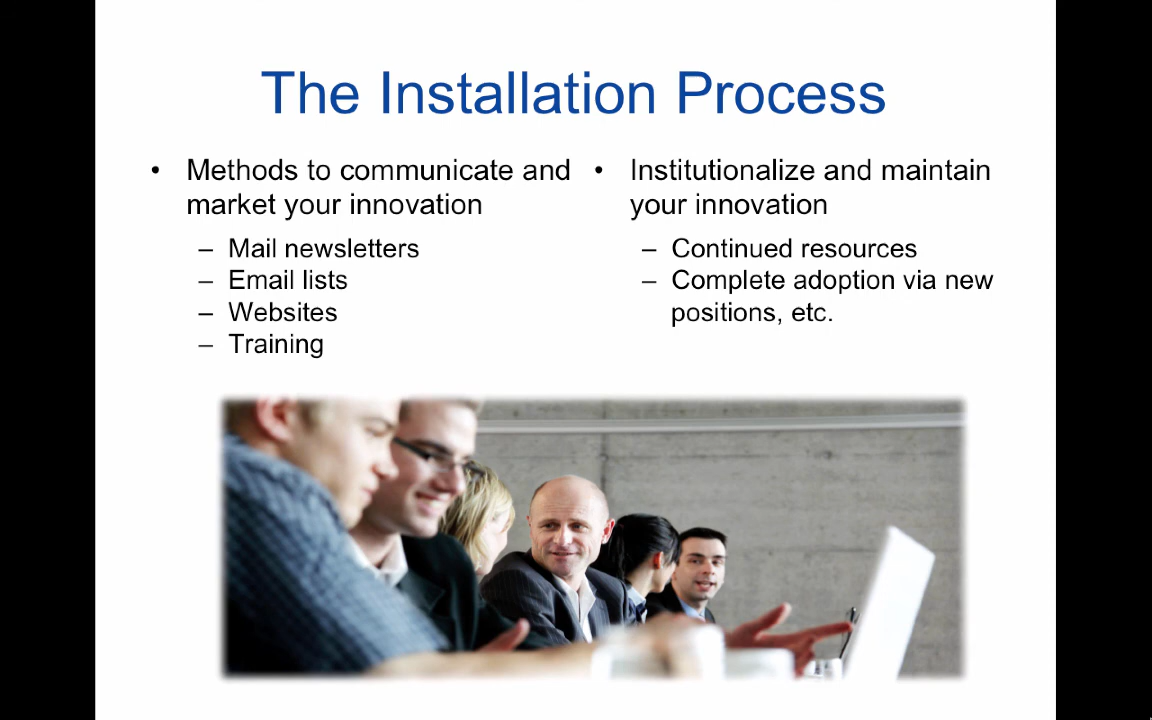 The Installation Process
• Methods to communicate and
market your innovation
– Mail newsletters
– Email lists
– Websites
– Training
• Institutionalize and maintain
your innovation
– Continued resources
– Complete adoption via new
positions, etc.